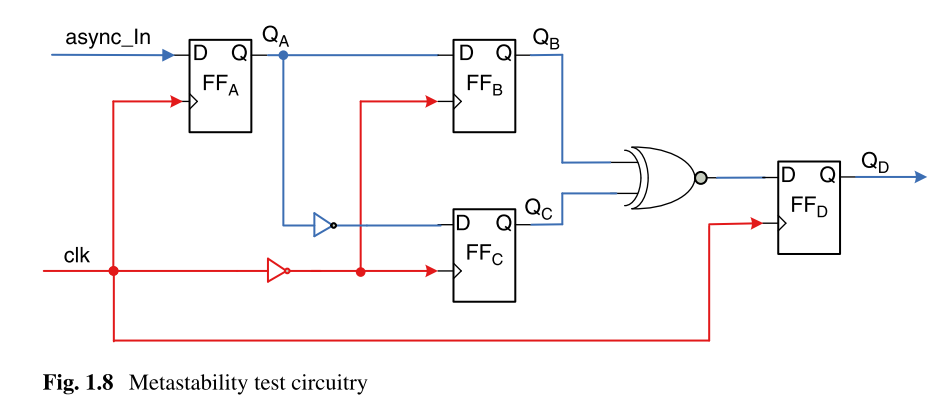 async_In
Q_A
D Q
FF_A
D Q
FF_B
Q_B
D Q
FF_C
Q_C
D Q
FF_D
Q_D
clk
Fig. 1.8 Metastability test circuitry